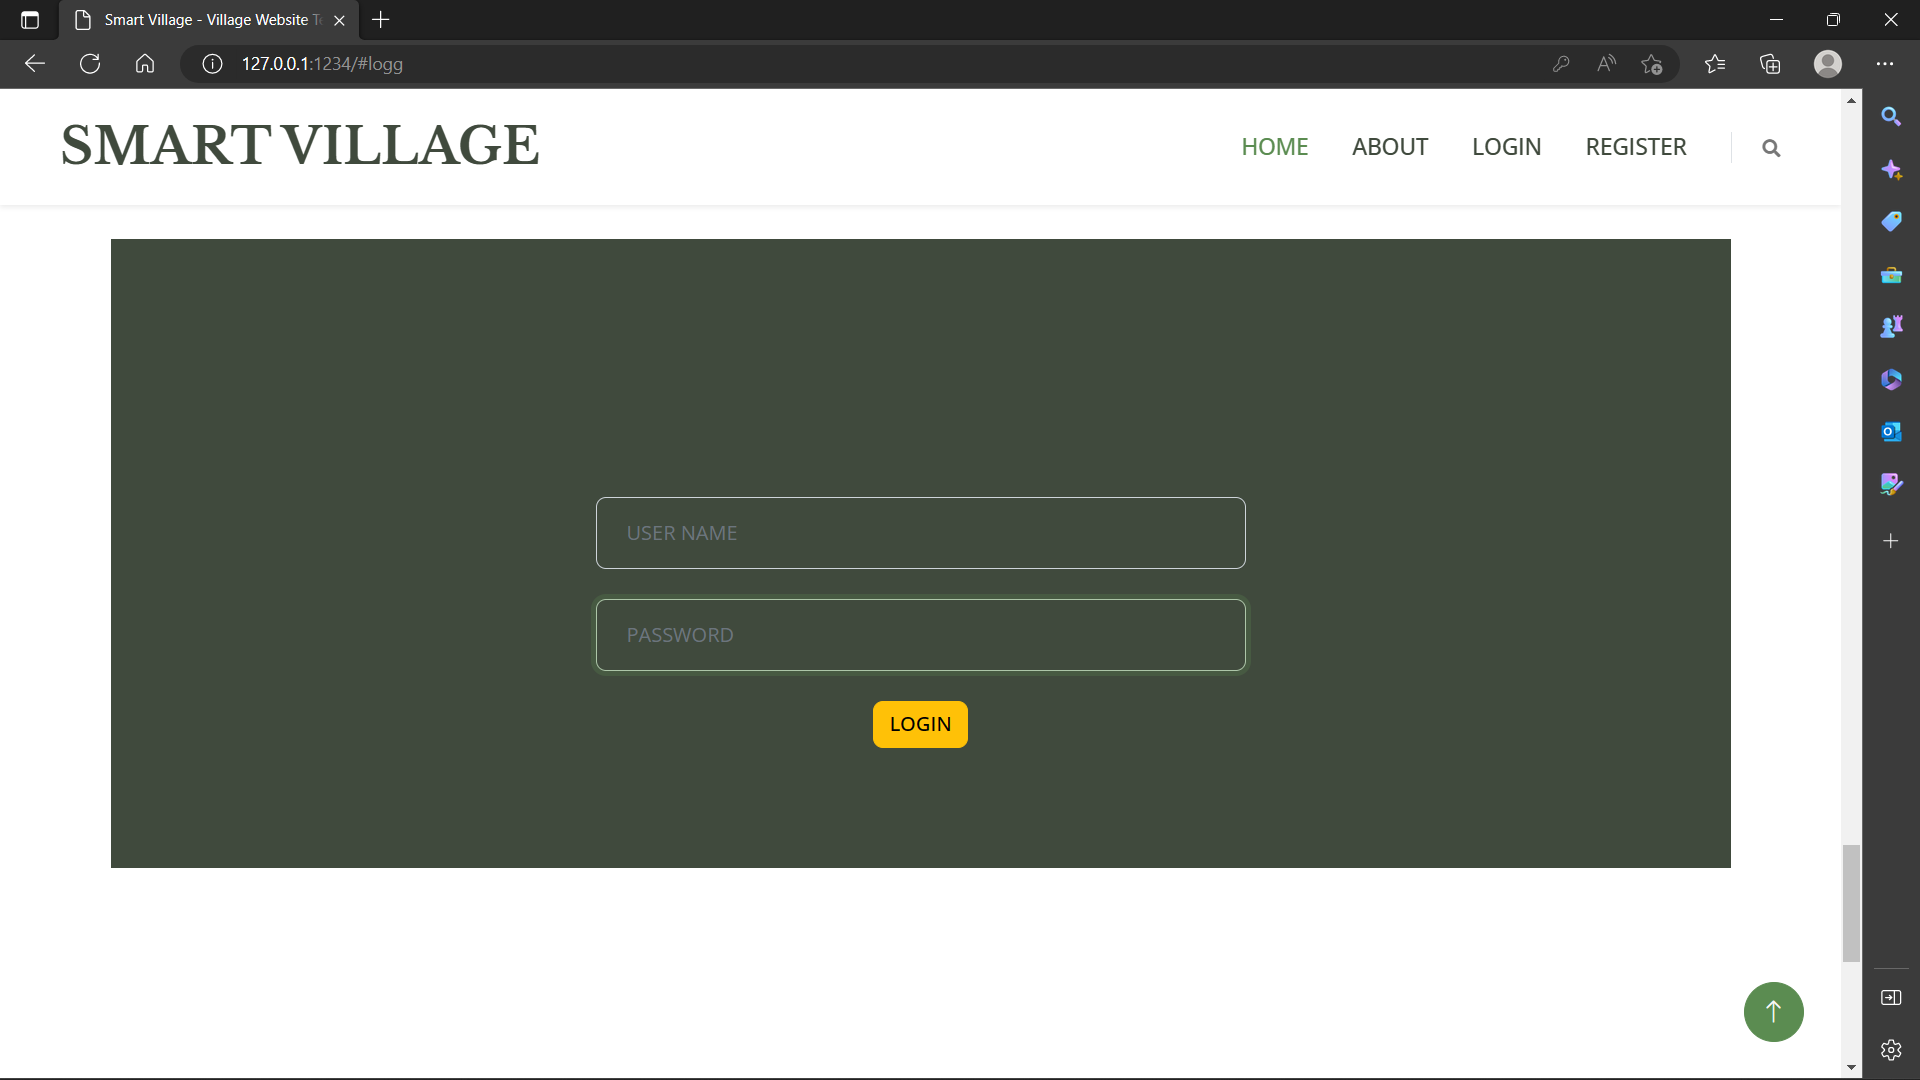 Smart Village - Village Website T
127.0.0.1:1234/#logg
SMART VILLAGE
HOME ABOUT LOGIN REGISTER
USER NAME
PASSWORD
LOGIN